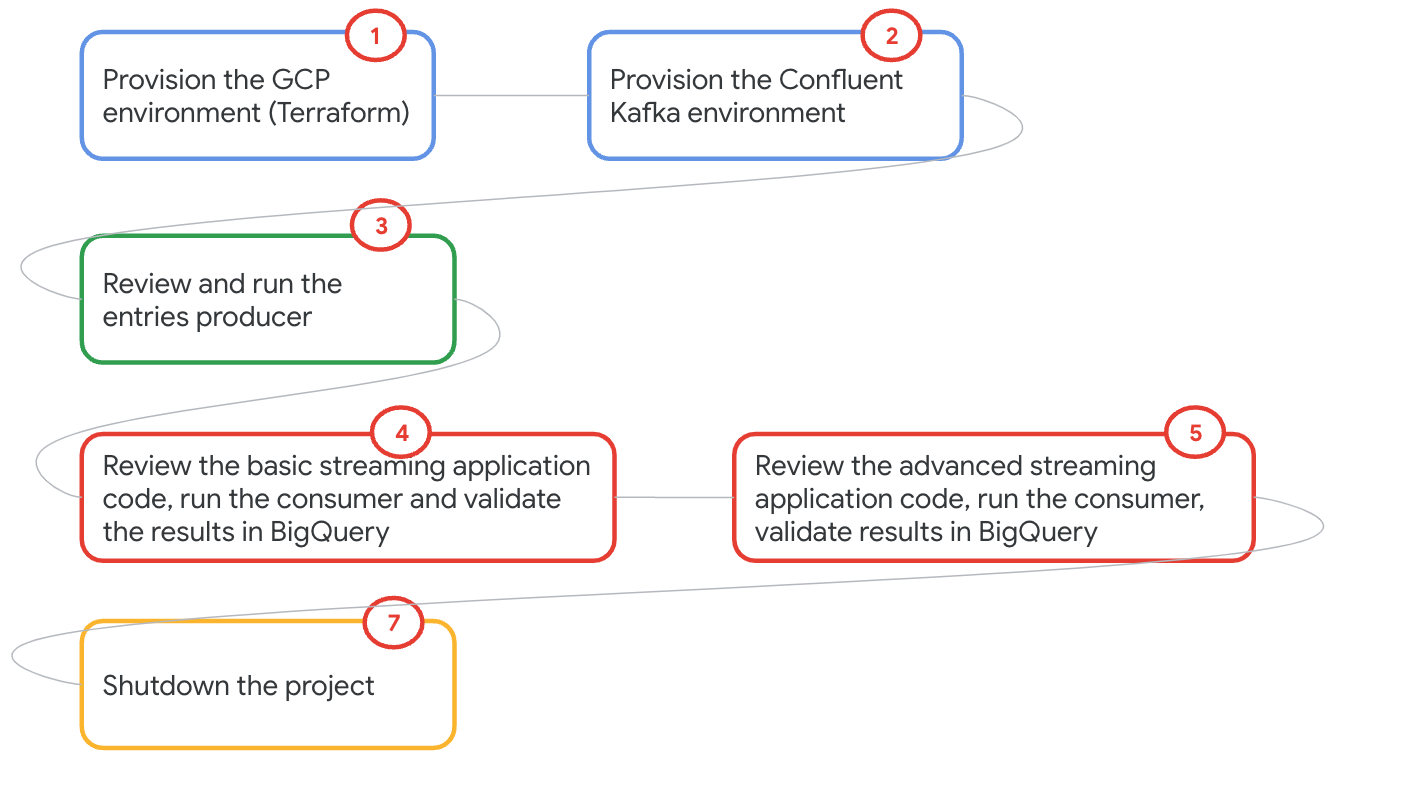 1
Provision the GCP
environment (Terraform)
2
Provision the Confluent
Kafka environment
3
Review and run the
entries producer
4
Review the basic streaming application
code, run the consumer and validate
the results in BigQuery
5
Review the advanced streaming
application code, run the consumer,
validate results in BigQuery
7
Shutdown the project